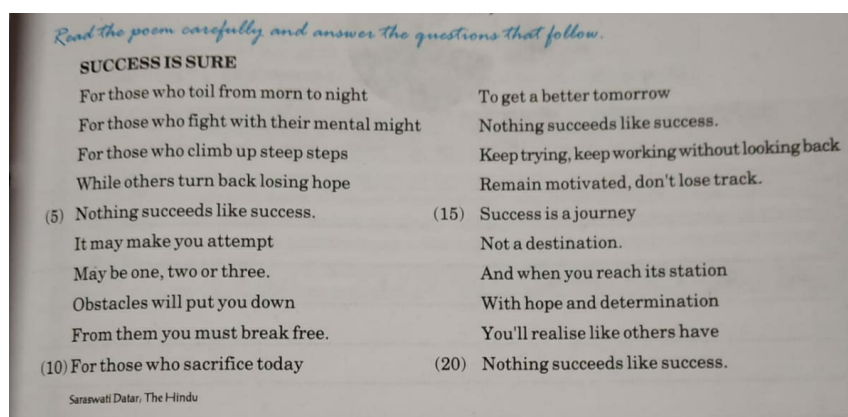 Read the poem carefully and answer the questions that follow.
SUCCESS IS SURE
For those who toil from morn to night
For those who fight with their mental might
For those who climb up steep steps
While others turn back losing hope
(5) Nothing succeeds like success.
It may make you attempt
May be one, two or three.
Obstacles will put you down
From them you must break free.
(10) For those who sacrifice today
To get a better tomorrow
Nothing succeeds like success.
Keep trying, keep working without looking back
Remain motivated, don't lose track.
(15) Success is a journey
Not a destination.
And when you reach its station
With hope and determination
You'll realise like others have
(20) Nothing succeeds like success.
Saraswati Datar, The Hindu